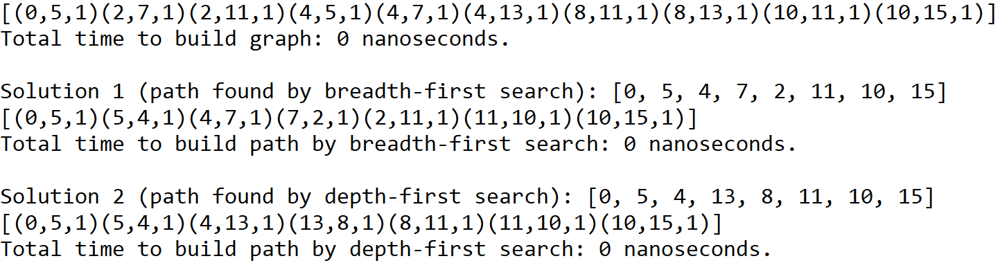 [(0,5,1)(2,7,1)(2,11,1)(4,5,1)(4,7,1)(4,13,1)(8,11,1)(8,13,1)(10,11,1)(10,15,1)]
Total time to build graph: 0 nanoseconds.
Solution 1 (path found by breadth-first search): [0, 5, 4, 7, 2, 11, 10, 15]
[(0,5,1)(5,4,1)(4,7,1)(7,2,1)(2,11,1)(11,10,1)(10,15,1)]
Total time to build path by breadth-first search: 0 nanoseconds.
Solution 2 (path found by depth-first search): [0, 5, 4, 13, 8, 11, 10, 15]
[(0,5,1)(5,4,1)(4,13,1)(13,8,1)(8,11,1)(11,10,1)(10,15,1)]
Total time to build path by depth-first search: 0 nanoseconds.